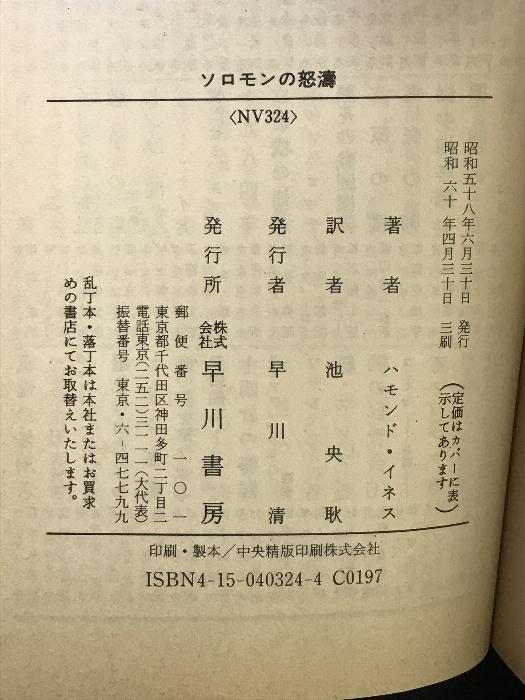 ソロモンの怒濤
〈NV324〉
昭和五十八年六月三十日 発行
昭和六十年四月三十日 三刷
（定価はカバーに表
示してあります）
著者 ハモンド・イネス
訳者 池央耿
発行者 早川清
発行所 株式会社 早川書房
郵便番号 一〇一
東京都千代田区神田多町二丁目二
電話東京（二五二）三一一一（大代表）
振替番号 東京・六−四七七九九
乱丁本・落丁本は本社またはお買求
めの書店にてお取替えいたします。
印刷・製本／中央精版印刷株式会社
ISBN4-15-040324-4 C0197